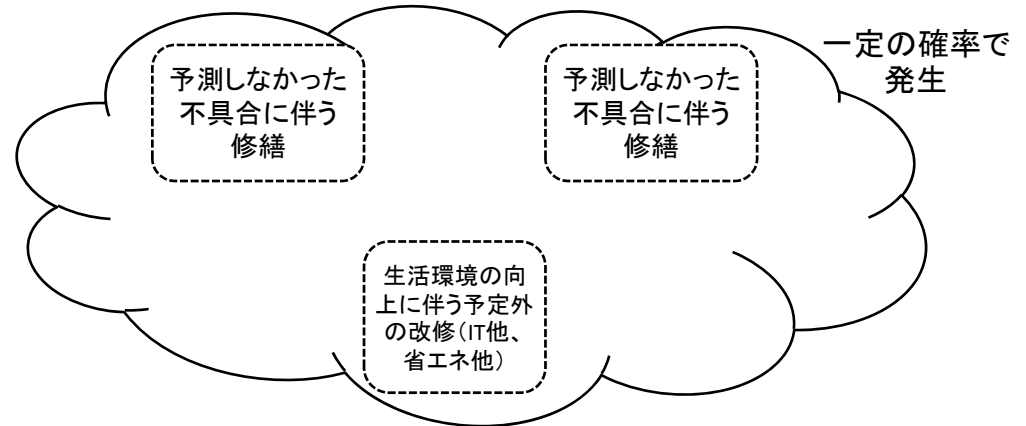 一定の確率で
発生
予測しなかった
不具合に伴う
修繕
予測しなかった
不具合に伴う
修繕
生活環境の向
上に伴う予定外
の改修(IT他、
省エネ他)